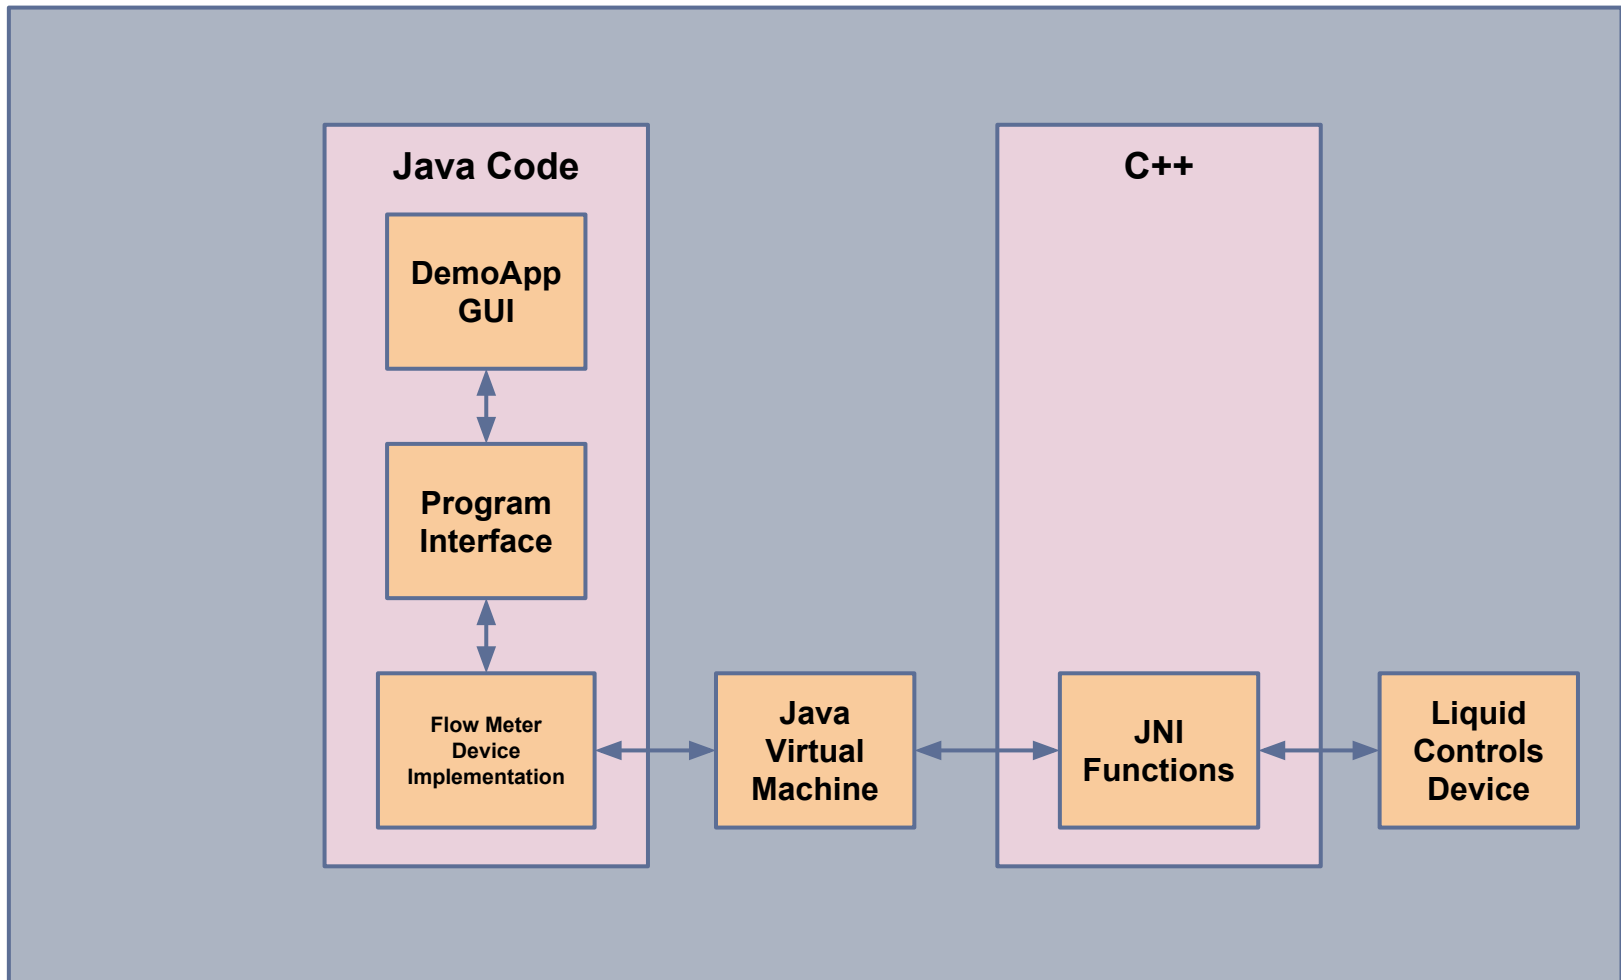 Java Code
DemoApp
GUI
Program
Interface
Flow Meter
Device
Implementation
Java
Virtual
Machine
C++
JNI
Functions
Liquid
Controls
Device